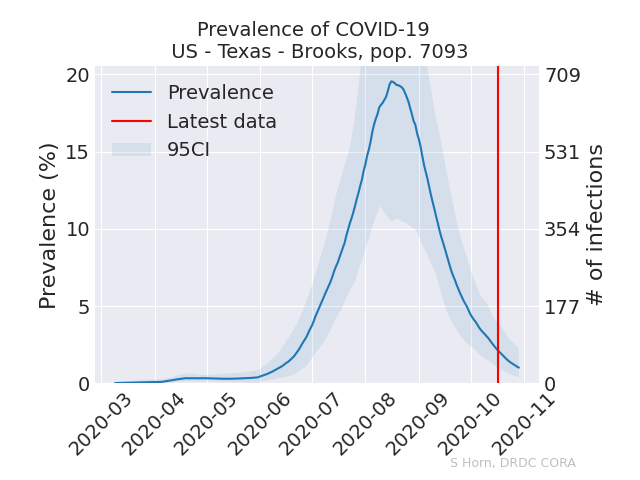 Prevalence of COVID-19
US - Texas - Brooks, pop. 7093
Prevalence
Latest data
95CI
Prevalence (%)
20
15
10
5
0
709
531
354
177
0
# of infections
2020-03
2020-04
2020-05
2020-06
2020-07
2020-08
2020-09
2020-10
2020-11
S Horn, DRDC CORA